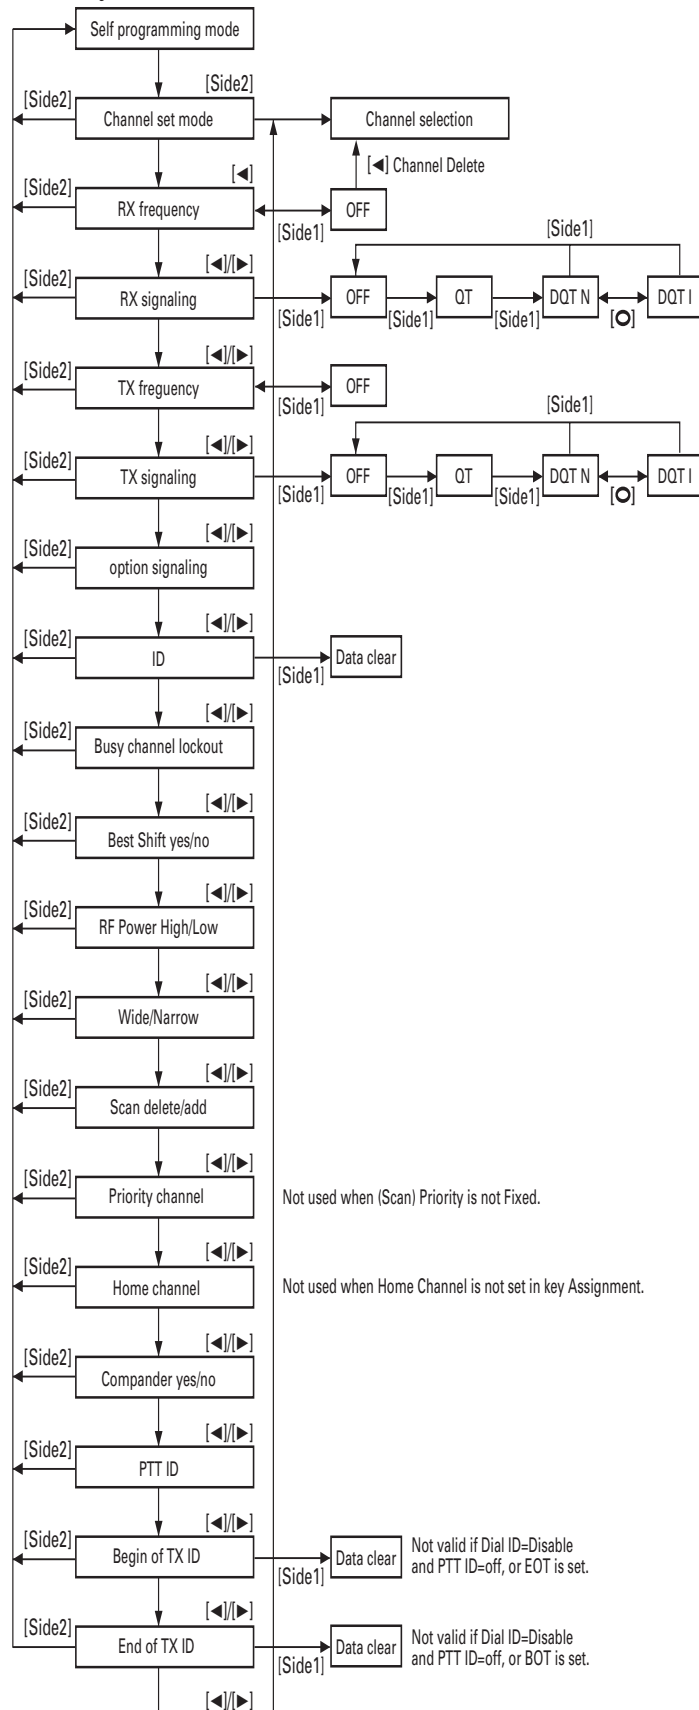 Self programming mode
[Side2]
[Side2]
Channel set mode
Channel selection
[◀] Channel Delete
[◀]
[Side2]
RX frequency
OFF
[Side1]
[Side1]
[◀]/[▶]
[Side2]
RX signaling
OFF
QT
DQT N
DQT I
[Side1]
[Side1]
[Side1]
[O]
[◀]/[▶]
[Side2]
TX freguency
OFF
[Side1]
[Side1]
[◀]/[▶]
[Side2]
TX signaling
OFF
QT
DQT N
DQT I
[Side1]
[Side1]
[Side1]
[O]
[◀]/[▶]
[Side2]
option signaling
[◀]/[▶]
[Side2]
ID
Data clear
[Side1]
[◀]/[▶]
[Side2]
Busy channel lockout
[◀]/[▶]
[Side2]
Best Shift yes/no
[◀]/[▶]
[Side2]
RF Power High/Low
[◀]/[▶]
[Side2]
Wide/Narrow
[◀]/[▶]
[Side2]
Scan delete/add
[◀]/[▶]
[Side2]
Priority channel
Not used when (Scan) Priority is not Fixed.
[◀]/[▶]
[Side2]
Home channel
Not used when Home Channel is not set in key Assignment.
[◀]/[▶]
[Side2]
Compander yes/no
[◀]/[▶]
[Side2]
PTT ID
[◀]/[▶]
[Side2]
Begin of TX ID
Data clear
[Side1]
Not valid if Dial ID=Disable
and PTT ID=off, or EOT is set.
[◀]/[▶]
[Side2]
End of TX ID
Data clear
[Side1]
Not valid if Dial ID=Disable
and PTT ID=off, or BOT is set.
[◀]/[▶]